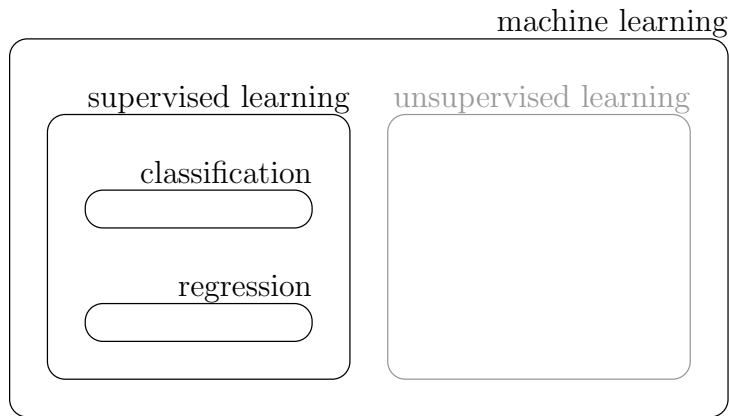 machine learning
supervised learning
unsupervised learning
classification
regression